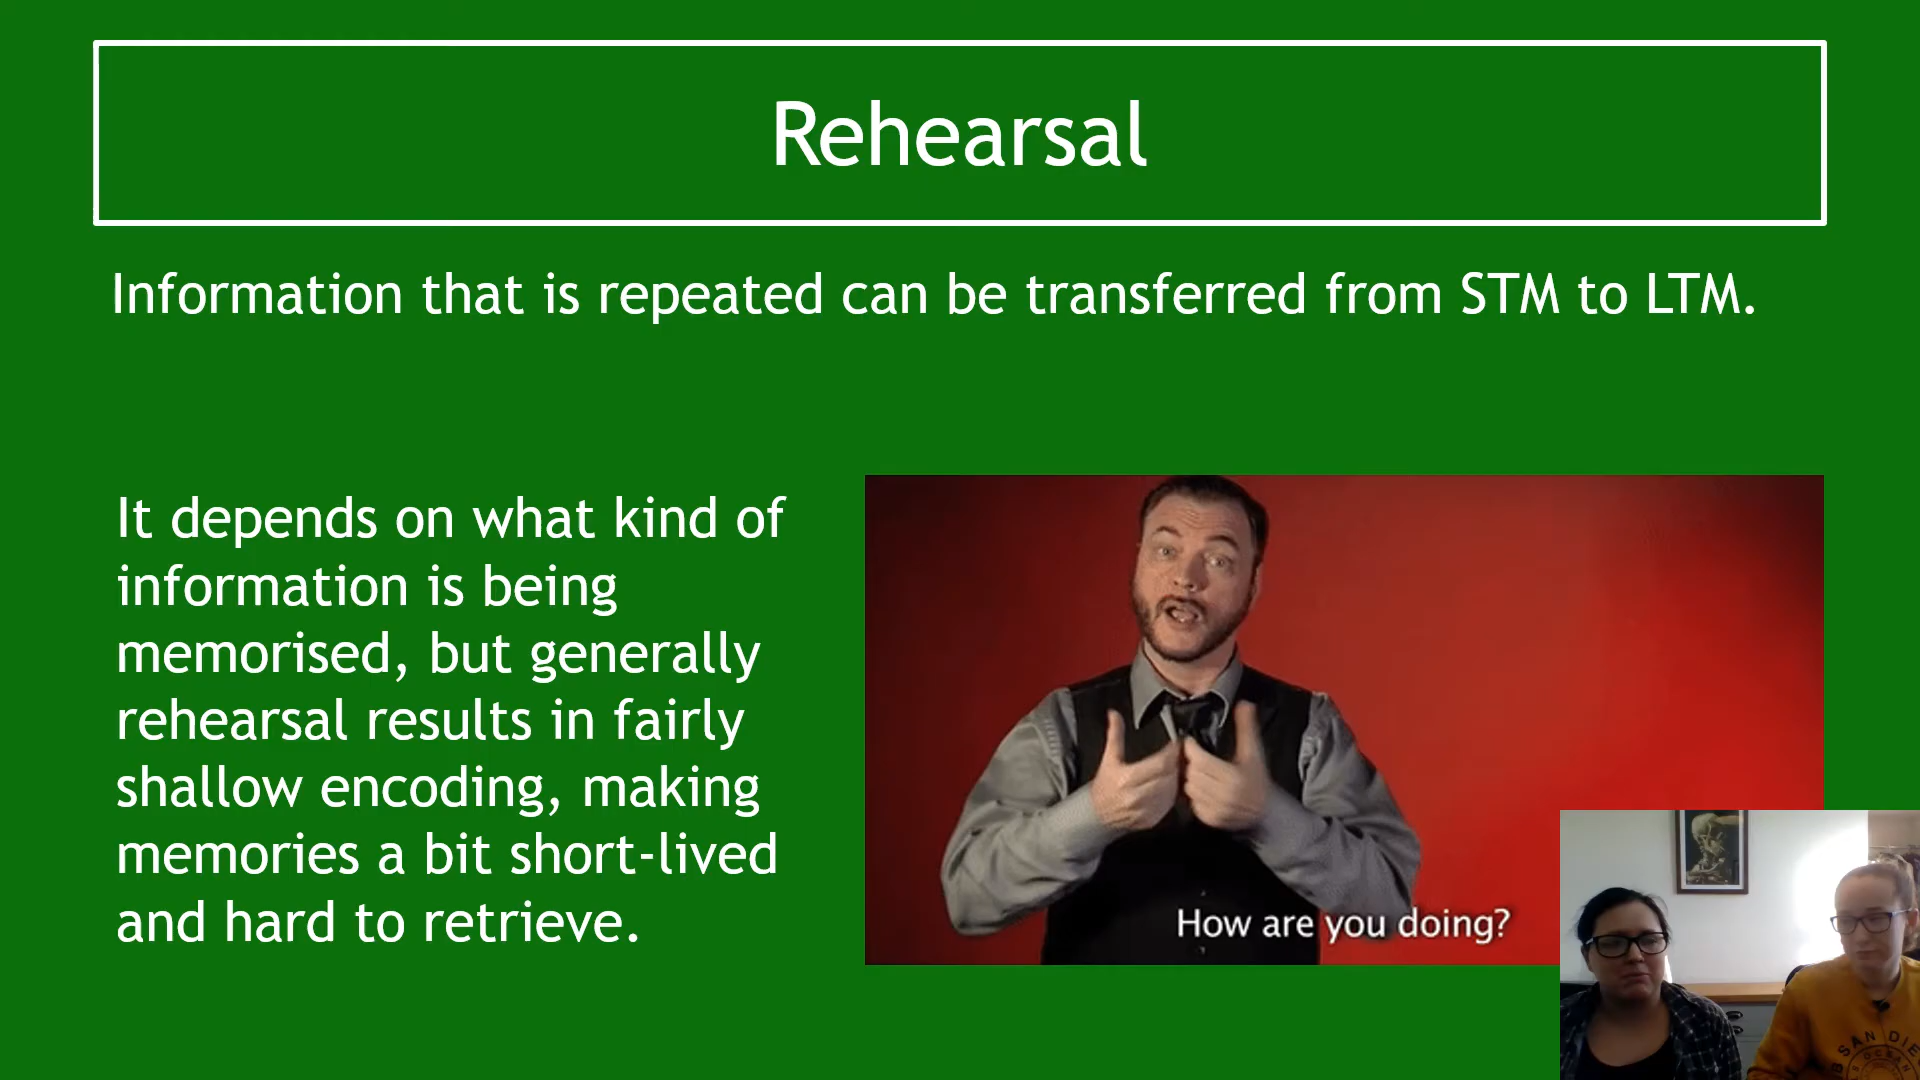 Rehearsal
Information that is repeated can be transferred from STM to LTM.
It depends on what kind of
information is being
memorised, but generally
rehearsal results in fairly
shallow encoding, making
memories a bit short-lived
and hard to retrieve.
How are you doing?
SAN DIE